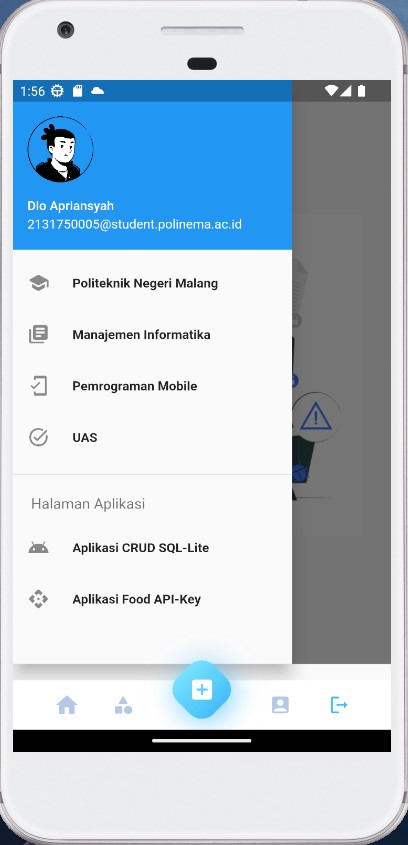 1:56
Dio Apriansyah
2131750005@student.polinema.ac.id
Politeknik Negeri Malang
Manajemen Informatika
Pemrograman Mobile
UAS
Halaman Aplikasi
Aplikasi CRUD SQL-Lite
Aplikasi Food API-Key